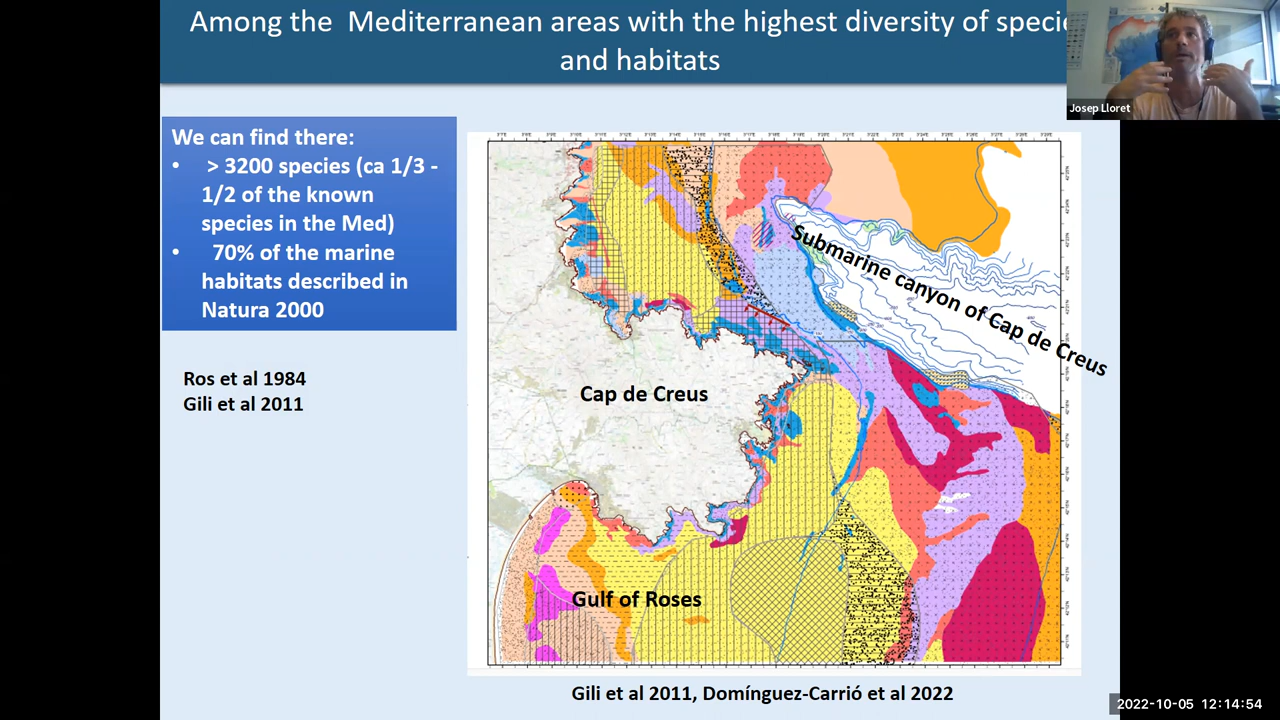 Among the Mediterranean areas with the highest diversity of specie
and habitats
Josep Lloret
We can find there:
• > 3200 species (ca 1/3 -
1/2 of the known
species in the Med)
• 70% of the marine
habitats described in
Natura 2000
Ros et al 1984
Gili et al 2011
Submarine canyon of Cap de Creus
Cap de Creus
Gulf of Roses
Gili et al 2011, Domínguez-Carrió et al 2022
2022-10-05 12:14:54